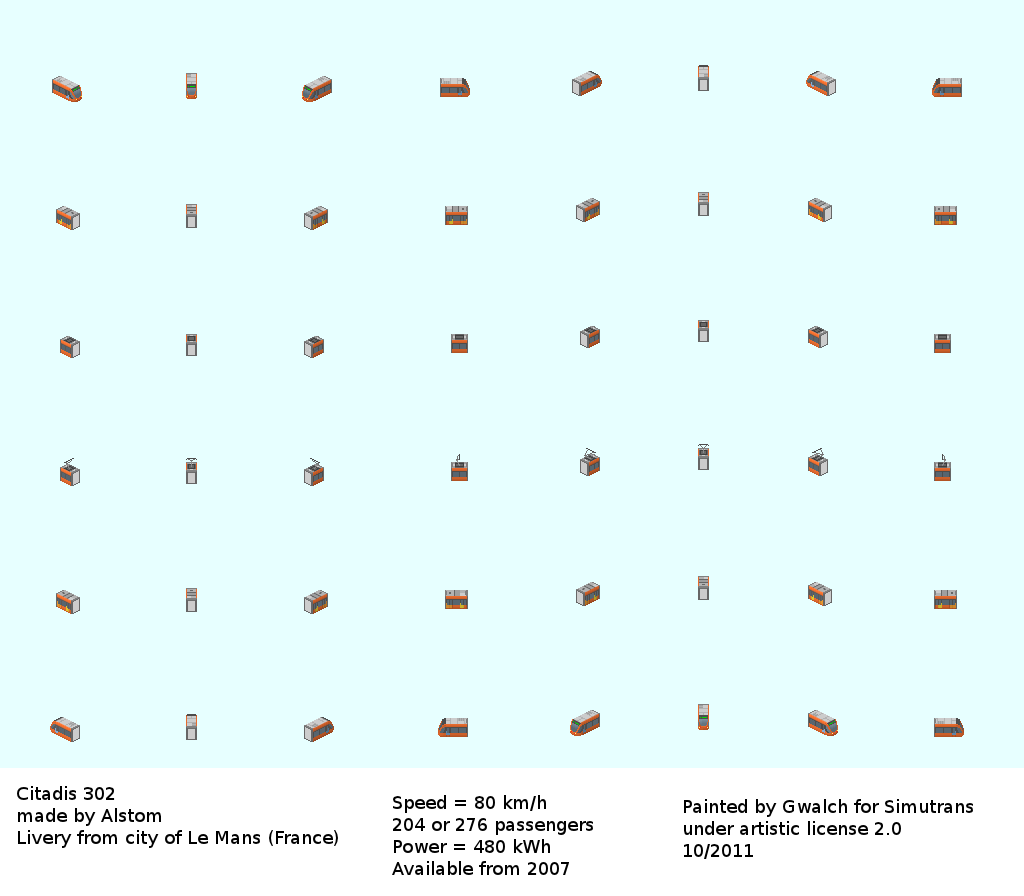 Citadis 302
made by Alstom
Livery from city of Le Mans (France)
Speed = 80 km/h
204 or 276 passengers
Power = 480 kWh
Available from 2007
Painted by Gwalch for Simutrans
under artistic license 2.0
10/2011